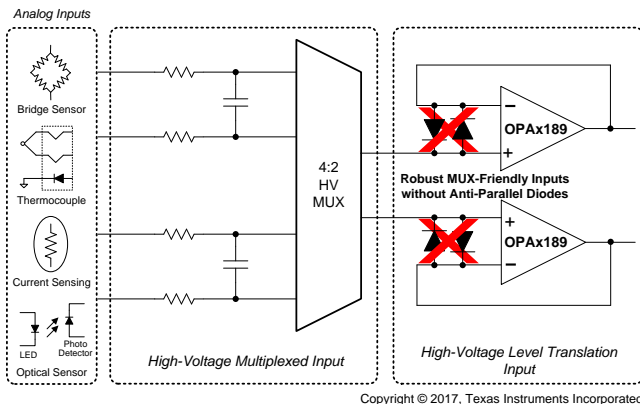 Analog Inputs
Bridge Sensor
Thermocouple
Current Sensing
LED
Photo
Detector
Optical Sensor
4:2
HV
MUX
High-Voltage Multiplexed Input
−
OPAx189
+
Robust MUX-Friendly Inputs
without Anti-Parallel Diodes
+
OPAx189
−
High-Voltage Level Translation
Input
Copyright © 2017, Texas Instruments Incorporated